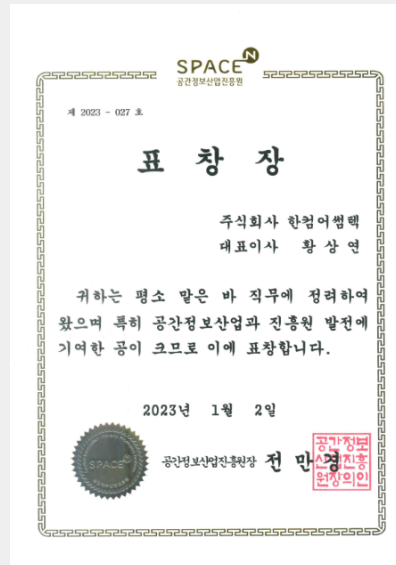 SPACE N
공간정보산업진흥원
제 2023 - 027 호
표 창 장
주식회사 한컴어썸텍
대표이사 황 상 연
귀하는 평소 맡은 바 직무에 정려하여
왔으며 특히 공간정보산업과 진흥원 발전에
기여한 공이 크므로 이에 표창합니다.
2023년 1월 2일
SPACE N
공간정보산업진흥원장 전 만 경
공간정보
산업진흥
원장의인